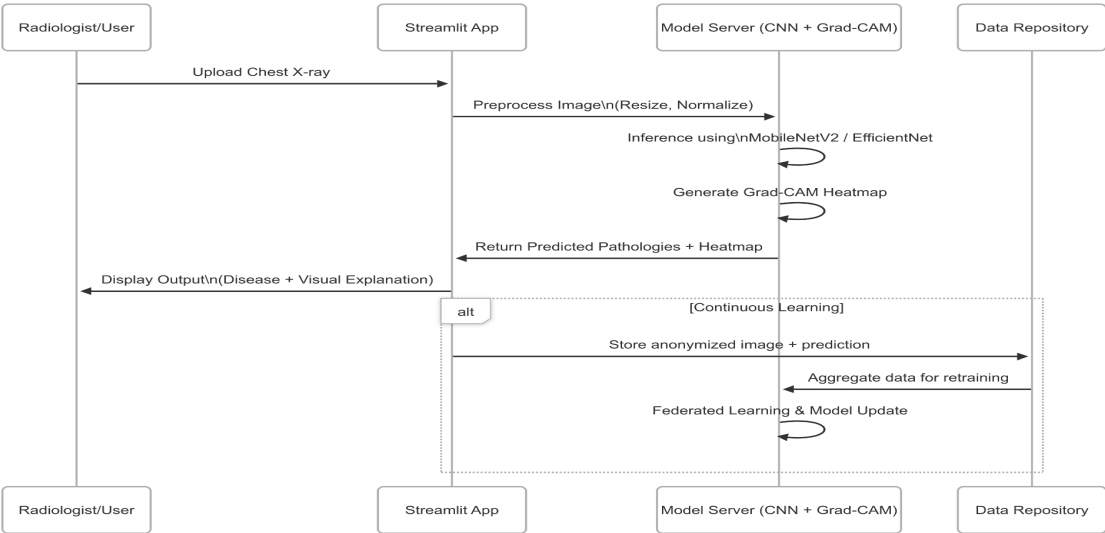 Radiologist/User
Streamlit App
Model Server (CNN + Grad-CAM)
Data Repository
Upload Chest X-ray
Preprocess Image\n(Resize, Normalize)
Inference using\nMobileNetV2 / EfficientNet
Generate Grad-CAM Heatmap
Return Predicted Pathologies + Heatmap
Display Output\n(Disease + Visual Explanation)
alt
[Continuous Learning]
Store anonymized image + prediction
Aggregate data for retraining
Federated Learning & Model Update
Radiologist/User
Streamlit App
Model Server (CNN + Grad-CAM)
Data Repository